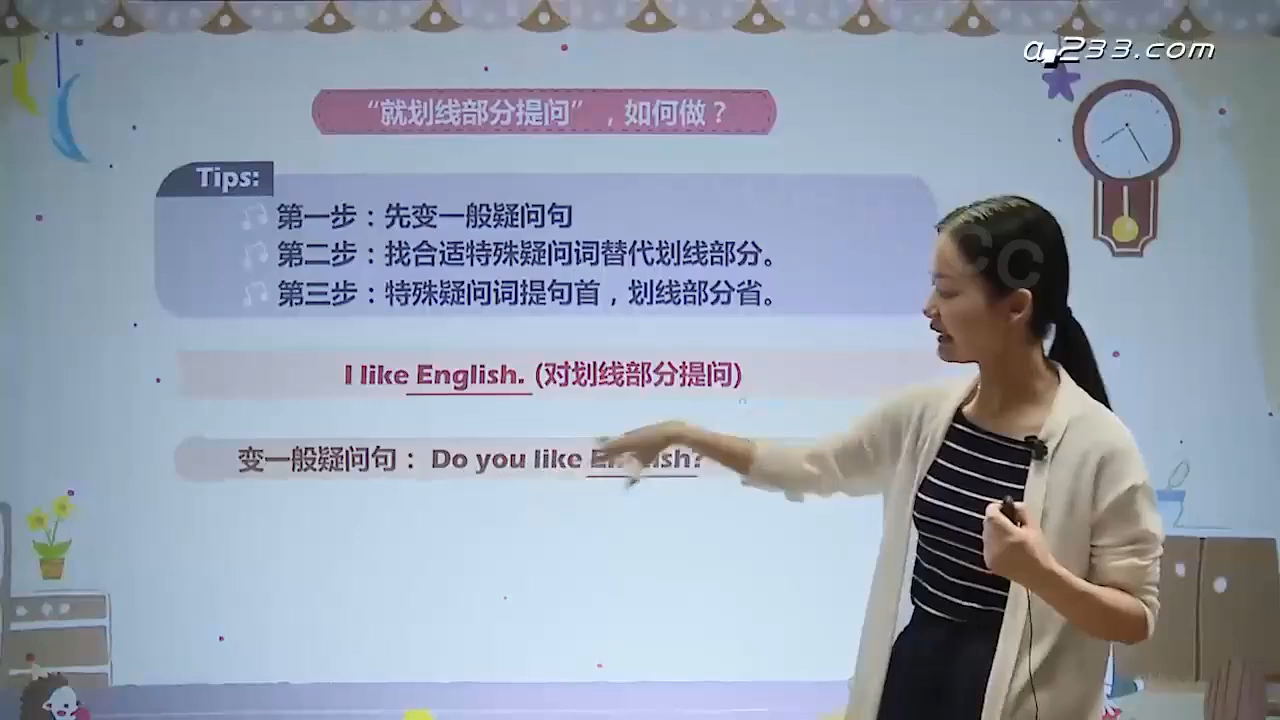 a.233.com
“就划线部分提问”，如何做？
Tips:
第一步：先变一般疑问句
第二步：找合适特殊疑问词替代划线部分。
第三步：特殊疑问词提句首，划线部分省。
CC
I like English. (对划线部分提问)
变一般疑问句： Do you like English?